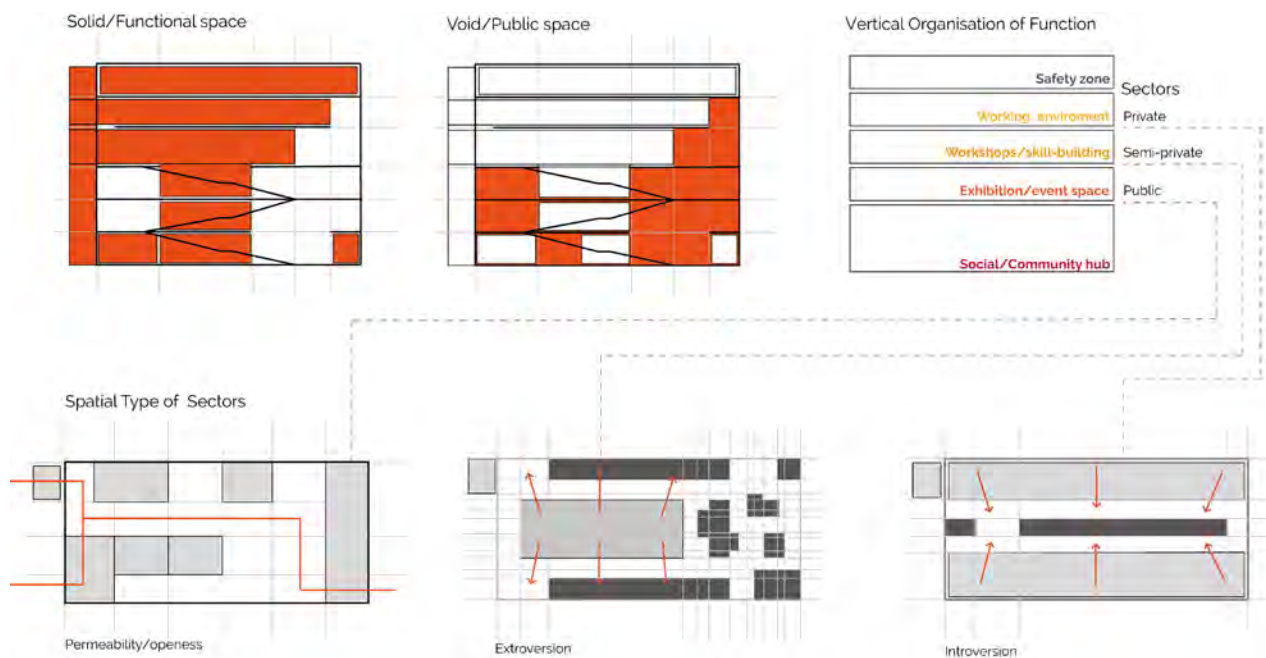 Solid/Functional space
Void/Public space
Vertical Organisation of Function
Safety zone
Sectors
Working enviroment
Private
Workshops/skill-building
Semi-private
Exhibition/event space
Public
Social/Community hub
Spatial Type of Sectors
Permeability/openess
Extroversion
Introversion